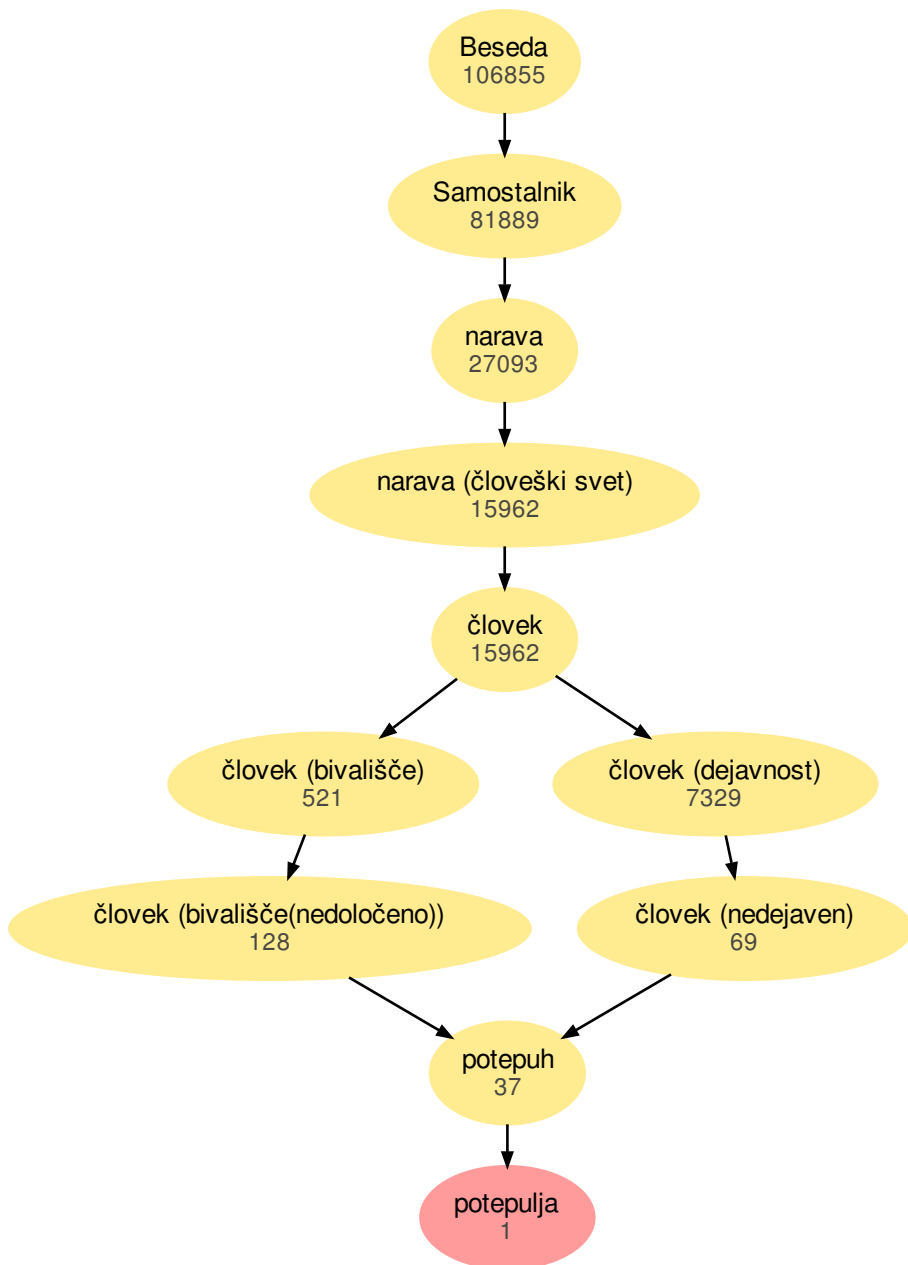 Beseda
106855
Samostalnik
81889
narava
27093
narava (človeški svet)
15962
človek
15962
človek (bivališče)
521
človek (dejavnost)
7329
človek (bivališče(nedoločeno))
128
človek (nedejaven)
69
potepuh
37
potepulja
1